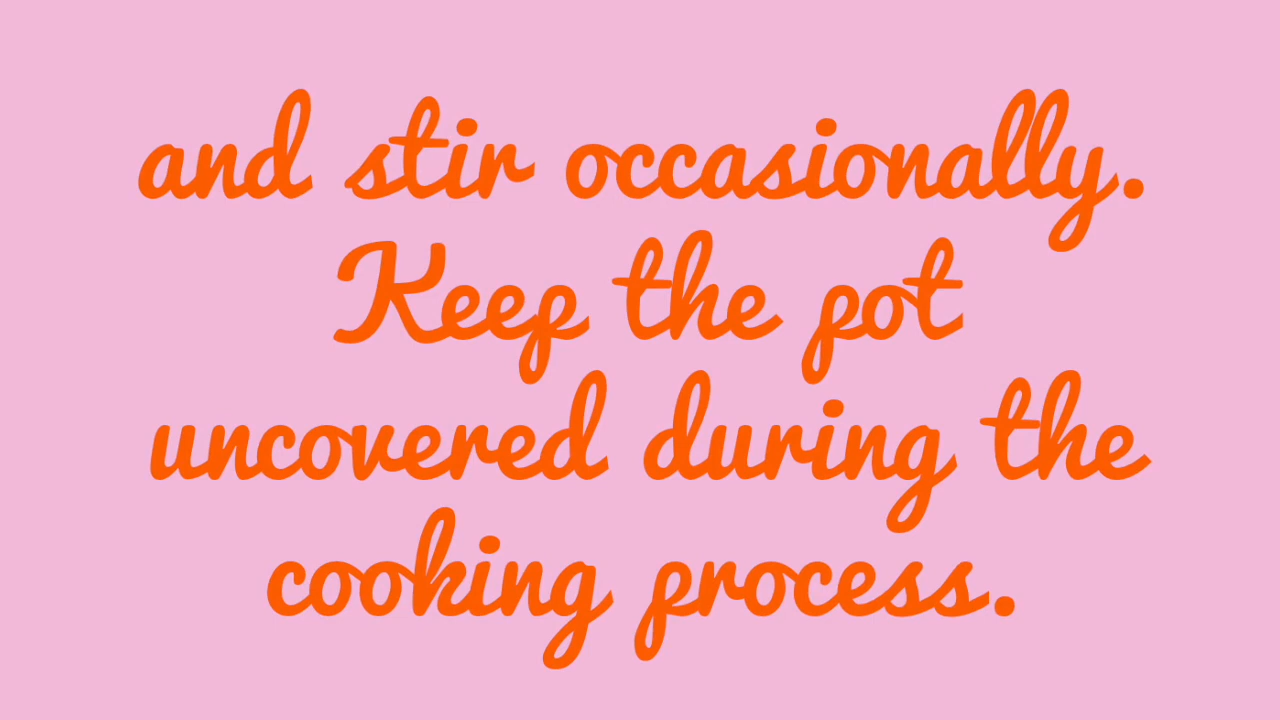 and stir occasionally.
Keep the pot
uncovered during the
cooking process.